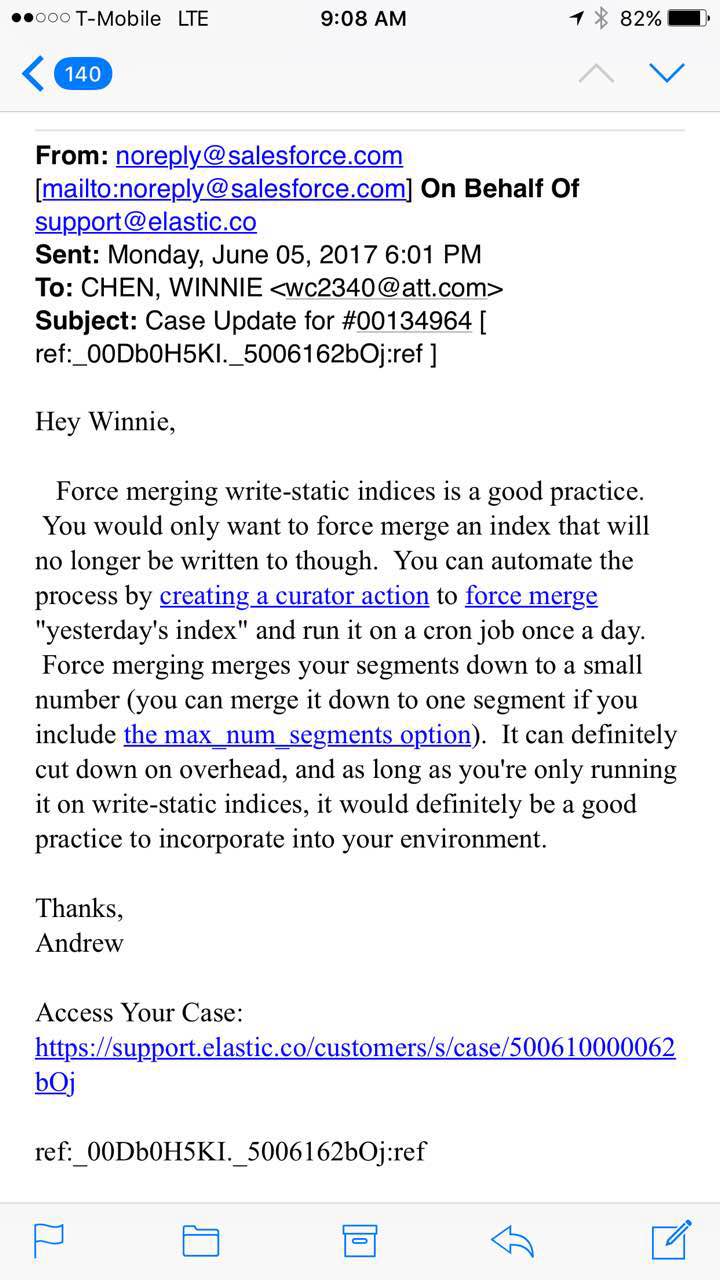 T-Mobile LTE 9:08 AM 82%
140
From: noreply@salesforce.com
[mailto:noreply@salesforce.com] On Behalf Of
support@elastic.co
Sent: Monday, June 05, 2017 6:01 PM
To: CHEN, WINNIE <wc2340@att.com>
Subject: Case Update for #00134964 [
ref:_00Db0H5KI._5006162bOj:ref ]
Hey Winnie,
Force merging write-static indices is a good practice.
You would only want to force merge an index that will
no longer be written to though. You can automate the
process by creating a curator action to force merge
"yesterday's index" and run it on a cron job once a day.
Force merging merges your segments down to a small
number (you can merge it down to one segment if you
include the max_num_segments option). It can definitely
cut down on overhead, and as long as you're only running
it on write-static indices, it would definitely be a good
practice to incorporate into your environment.
Thanks,
Andrew
Access Your Case:
https://support.elastic.co/customers/s/case/500610000062
bOj
ref:_00Db0H5KI._5006162bOj:ref